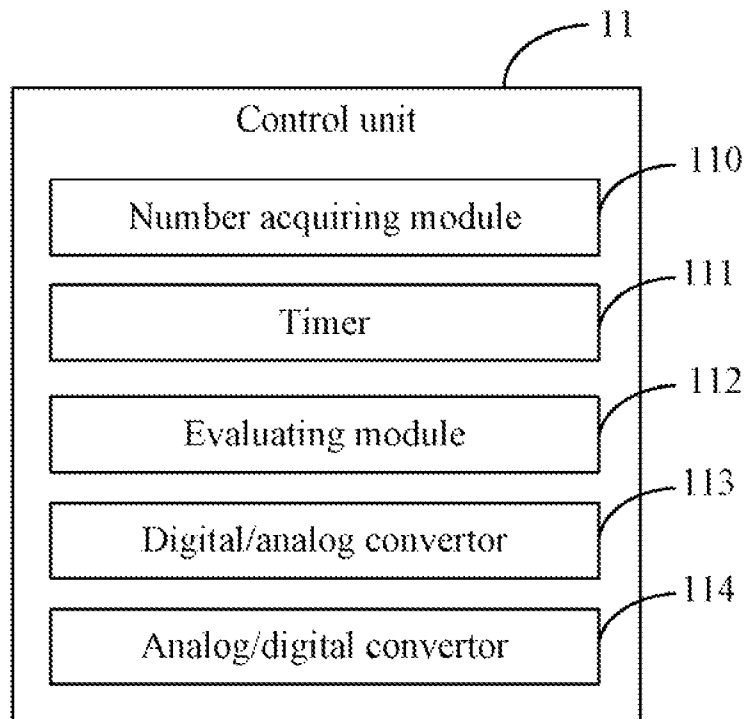 11
Control unit
110
Number acquiring module
111
Timer
112
Evaluating module
113
Digital/analog convertor
114
Analog/digital convertor